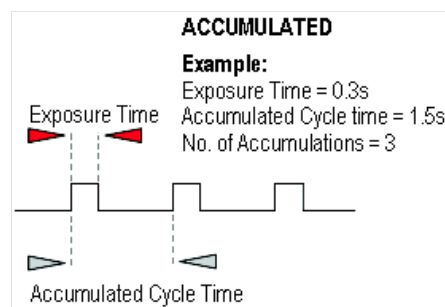 ACCUMULATED
Example:
Exposure Time = 0.3s
Accumulated Cycle time = 1.5s
No. of Accumulations = 3
Exposure Time
Accumulated Cycle Time